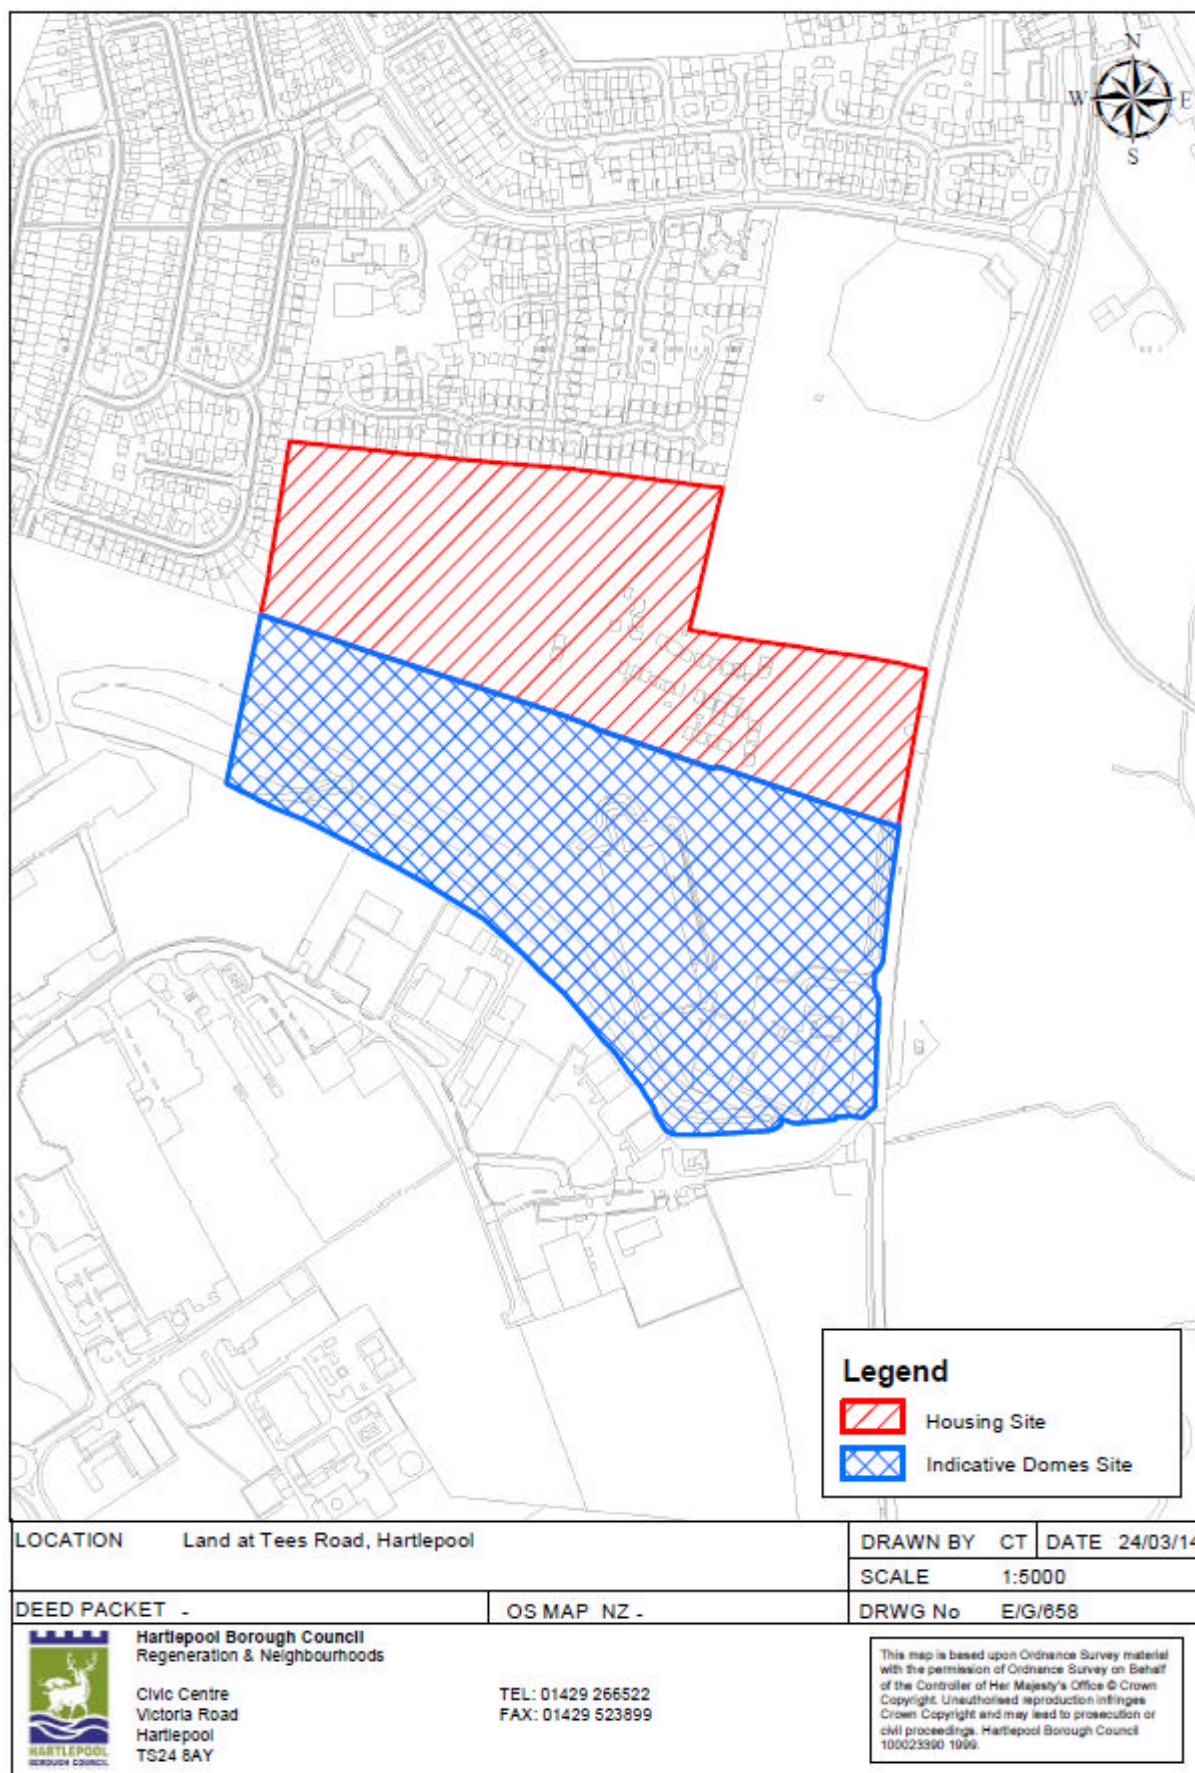 N
W E
S
Legend
Housing Site
Indicative Domes Site
LOCATION Land at Tees Road, Hartlepool
DRAWN BY CT DATE 24/03/14
SCALE 1:5000
DEED PACKET -
OS MAP NZ -
DRWG No E/G/658
Hartlepool Borough Council
Regeneration & Neighbourhoods
Civic Centre
Victoria Road
Hartlepool
TS24 8AY
TEL: 01429 266522
FAX: 01429 523899
HARTLEPOOL
BOROUGH COUNCIL
This map is based upon Ordnance Survey material
with the permission of Ordnance Survey on Behalf
of the Controller of Her Majesty's Office © Crown
Copyright. Unauthorised reproduction infringes
Crown Copyright and may lead to prosecution or
civil proceedings. Hartlepool Borough Council
100023390 1999.